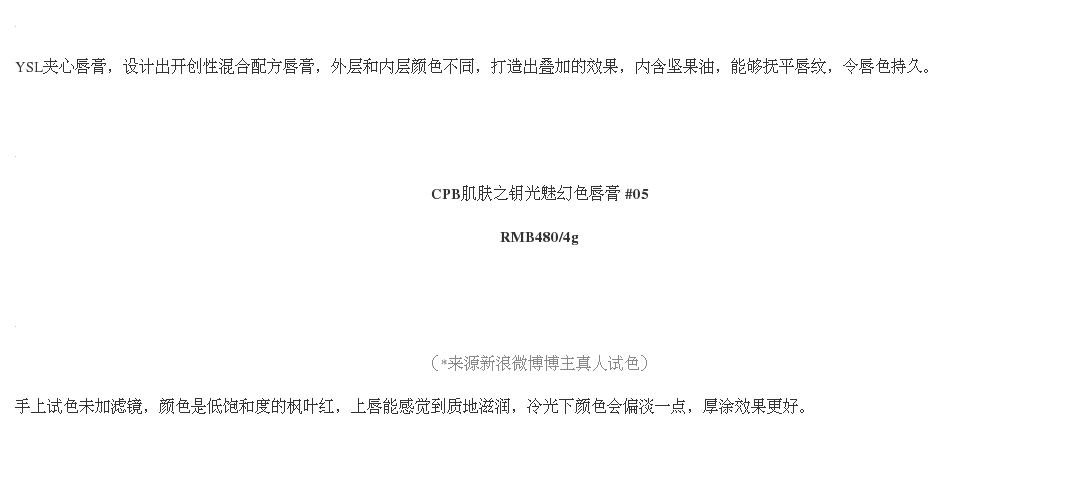 YSL夹心唇膏，设计出开创性混合配方唇膏，外层和内层颜色不同，打造出叠加的效果，内含坚果油，能够抚平唇纹，令唇色持久。
CPB肌肤之钥光魅幻色唇膏 #05
RMB480/4g
（*来源新浪微博博主真人试色）
手上试色未加滤镜，颜色是低饱和度的枫叶红，上唇能感觉到质地滋润，冷光下颜色会偏淡一点，厚涂效果更好。